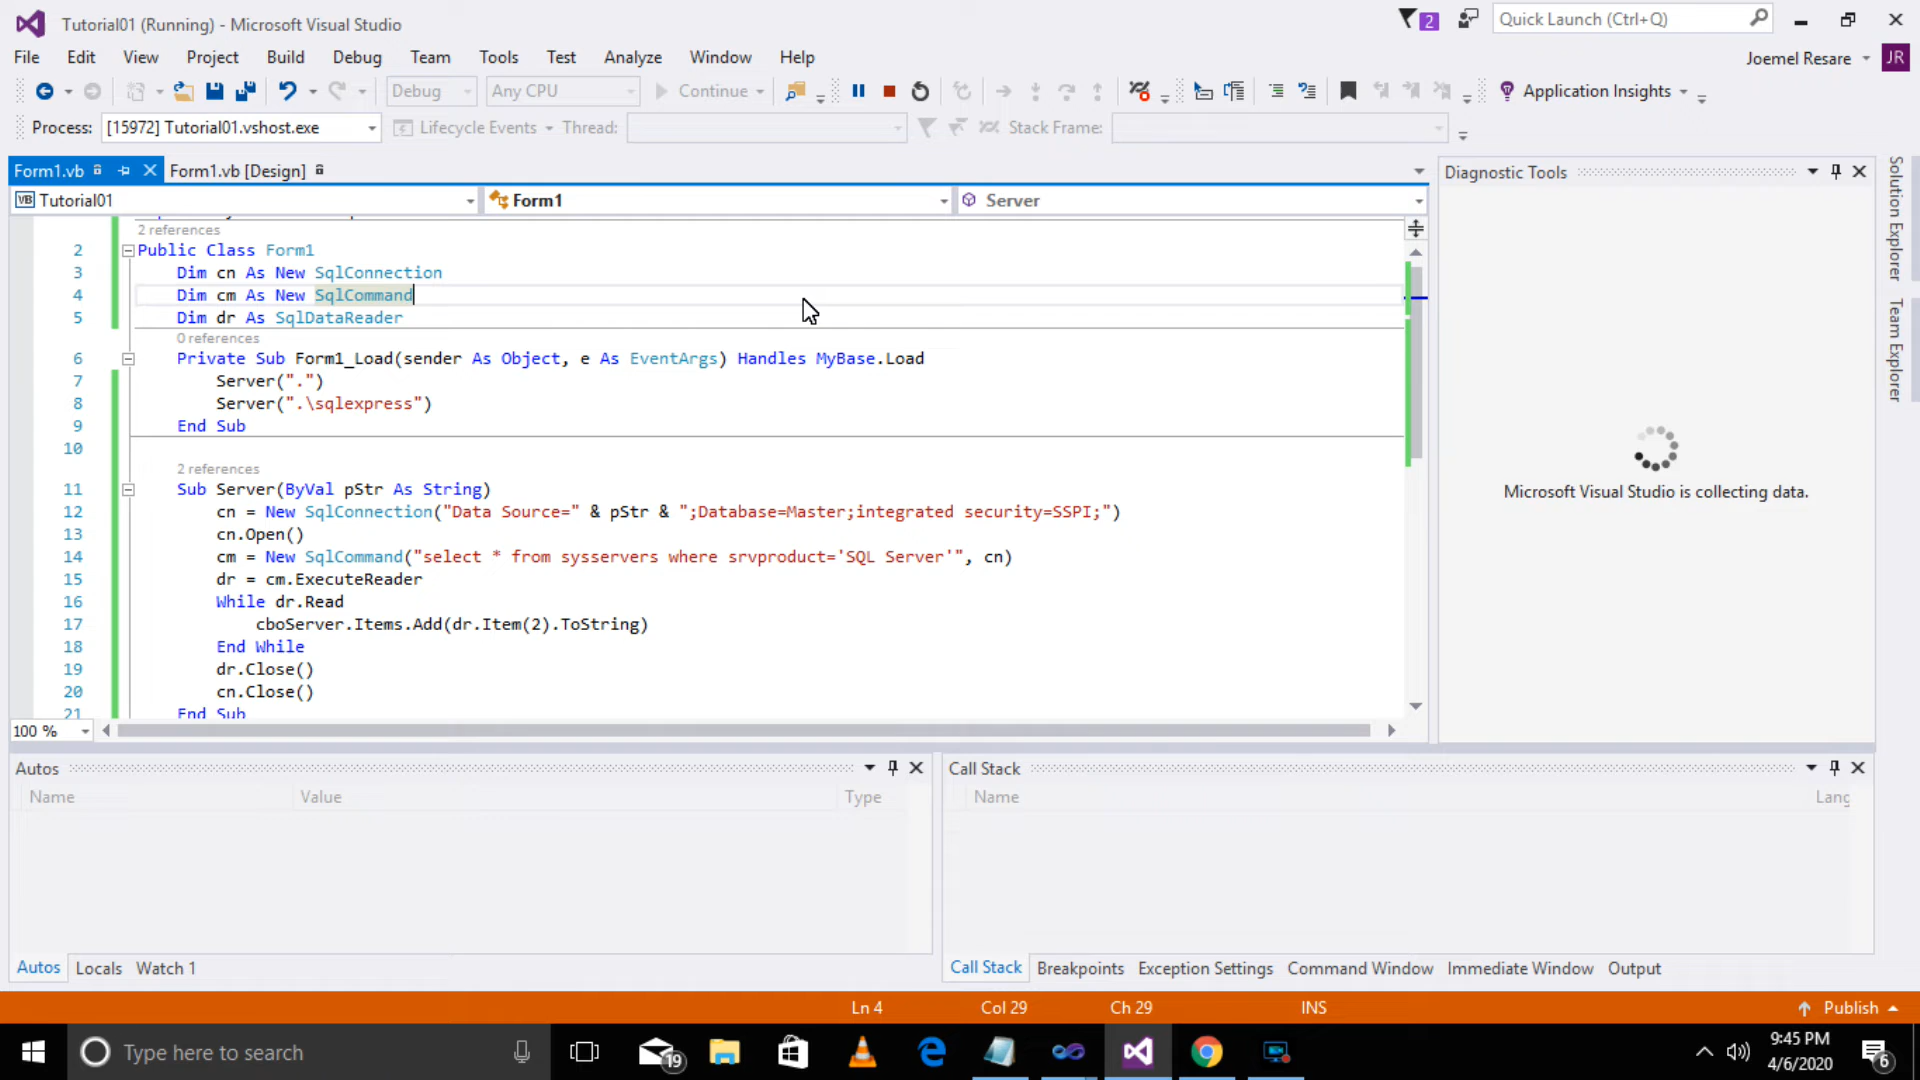 Tutorial01 (Running) - Microsoft Visual Studio
2
Quick Launch (Ctrl+Q)
File Edit View Project Build Debug Team Tools Test Analyze Window Help
Joemel Resare JR
Debug Any CPU Continue Application Insights
Process: [15972] Tutorial01.vshost.exe Lifecycle Events Thread: Stack Frame:
Form1.vb Form1.vb [Design]
VB Tutorial01 Form1 Server
2 references
2 Public Class Form1
3 Dim cn As New SqlConnection
4 Dim cm As New SqlCommand
5 Dim dr As SqlDataReader
0 references
6 Private Sub Form1_Load(sender As Object, e As EventArgs) Handles MyBase.Load
7 Server(".")
8 Server(".\sqlexpress")
9 End Sub
10
2 references
11 Sub Server(ByVal pStr As String)
12 cn = New SqlConnection("Data Source=" & pStr & ";Database=Master;integrated security=SSPI;")
13 cn.Open()
14 cm = New SqlCommand("select * from sysservers where srvproduct='SQL Server'", cn)
15 dr = cm.ExecuteReader
16 While dr.Read
17 cboServer.Items.Add(dr.Item(2).ToString)
18 End While
19 dr.Close()
20 cn.Close()
21 End Sub
100 %
Diagnostic Tools
Microsoft Visual Studio is collecting data.
Solution Explorer
Team Explorer
Autos
Name Value Type
Autos Locals Watch 1
Call Stack
Name Lang
Call Stack Breakpoints Exception Settings Command Window Immediate Window Output
Ln 4 Col 29 Ch 29 INS Publish
Type here to search
19
9:45 PM
4/6/2020
6